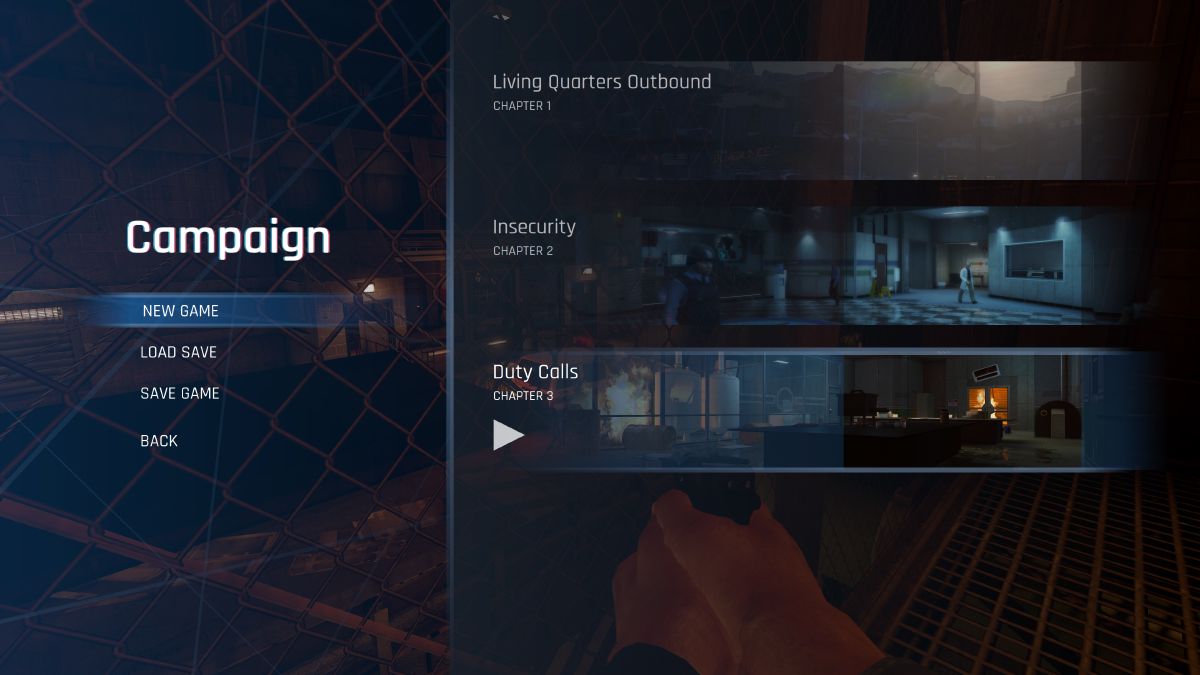 Campaign
NEW GAME
LOAD SAVE
SAVE GAME
BACK
Living Quarters Outbound
CHAPTER 1
Insecurity
CHAPTER 2
Duty Calls
CHAPTER 3